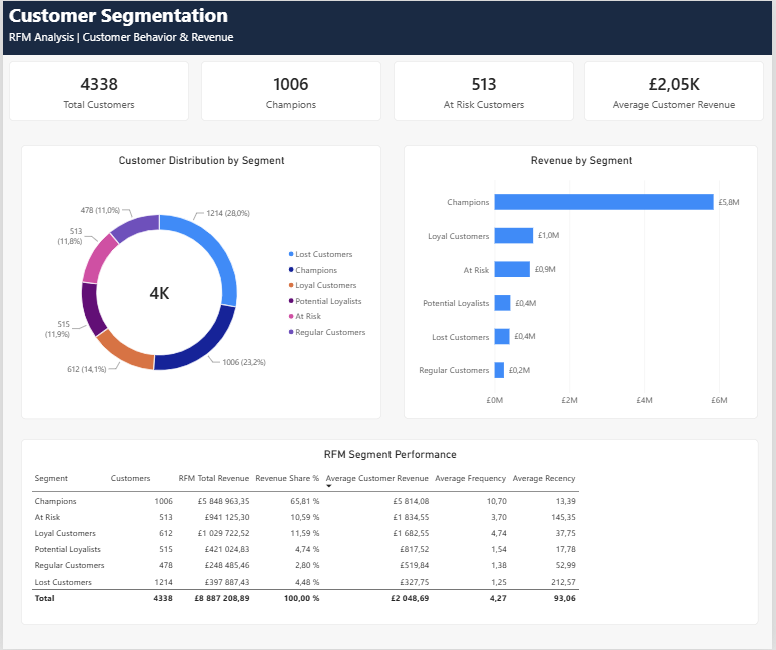 Customer Segmentation
RFM Analysis | Customer Behavior & Revenue
4338
Total Customers
1006
Champions
513
At Risk Customers
£2,05K
Average Customer Revenue
Customer Distribution by Segment
478 (11,0%)
1214 (28,0%)
513
(11,8%)
4K
515
(11,9%)
612 (14,1%)
1006 (23,2%)
Lost Customers
Champions
Loyal Customers
Potential Loyalists
At Risk
Regular Customers
Revenue by Segment
Champions £5,8M
Loyal Customers £1,0M
At Risk £0,9M
Potential Loyalists £0,4M
Lost Customers £0,4M
Regular Customers £0,2M
£0M £2M £4M £6M
RFM Segment Performance
Segment Customers RFM Total Revenue Revenue Share % Average Customer Revenue Average Frequency Average Recency
Champions 1006 £5 848 963,35 65,81 % £5 814,08 10,70 13,39
At Risk 513 £941 125,30 10,59 % £1 834,55 3,70 145,35
Loyal Customers 612 £1 029 722,52 11,59 % £1 682,55 4,74 37,75
Potential Loyalists 515 £421 024,83 4,74 % £817,52 1,54 17,78
Regular Customers 478 £248 485,46 2,80 % £519,84 1,38 52,99
Lost Customers 1214 £397 887,43 4,48 % £327,75 1,25 212,57
Total 4338 £8 887 208,89 100,00 % £2 048,69 4,27 93,06